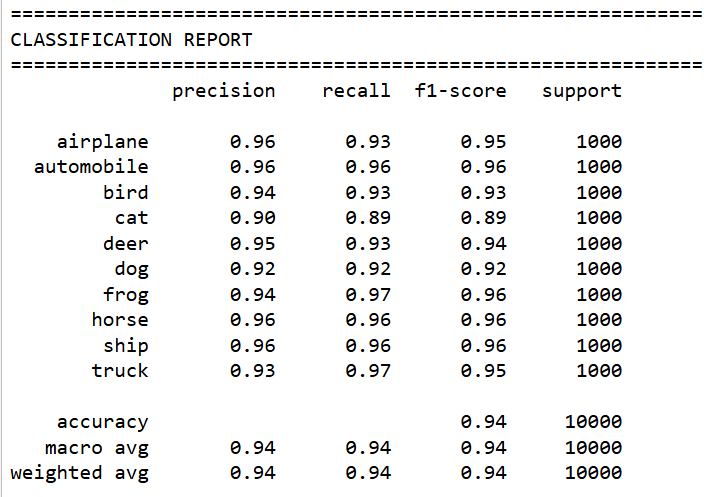 ============================================================
CLASSIFICATION REPORT
============================================================
              precision    recall  f1-score   support

    airplane       0.96      0.93      0.95      1000
  automobile       0.96      0.96      0.96      1000
        bird       0.94      0.93      0.93      1000
         cat       0.90      0.89      0.89      1000
        deer       0.95      0.93      0.94      1000
         dog       0.92      0.92      0.92      1000
        frog       0.94      0.97      0.96      1000
       horse       0.96      0.96      0.96      1000
        ship       0.96      0.96      0.96      1000
       truck       0.93      0.97      0.95      1000

    accuracy                           0.94     10000
   macro avg       0.94      0.94      0.94     10000
weighted avg       0.94      0.94      0.94     10000